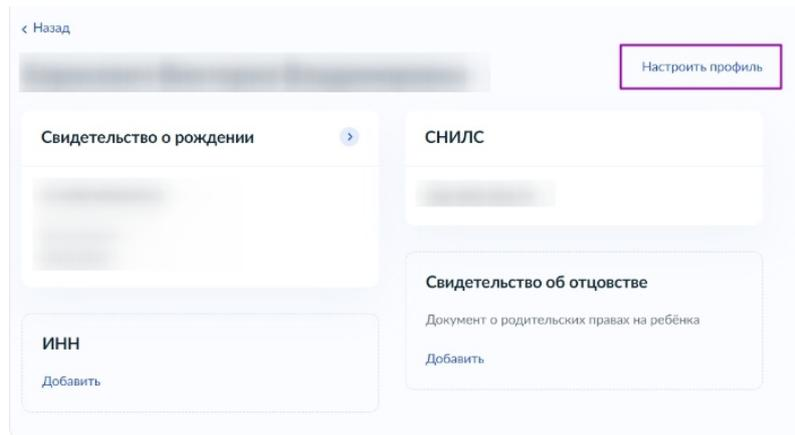 ‹ Назад
Настроить профиль
Свидетельство о рождении
СНИЛС
Свидетельство об отцовстве
Документ о родительских правах на ребёнка
Добавить
ИНН
Добавить